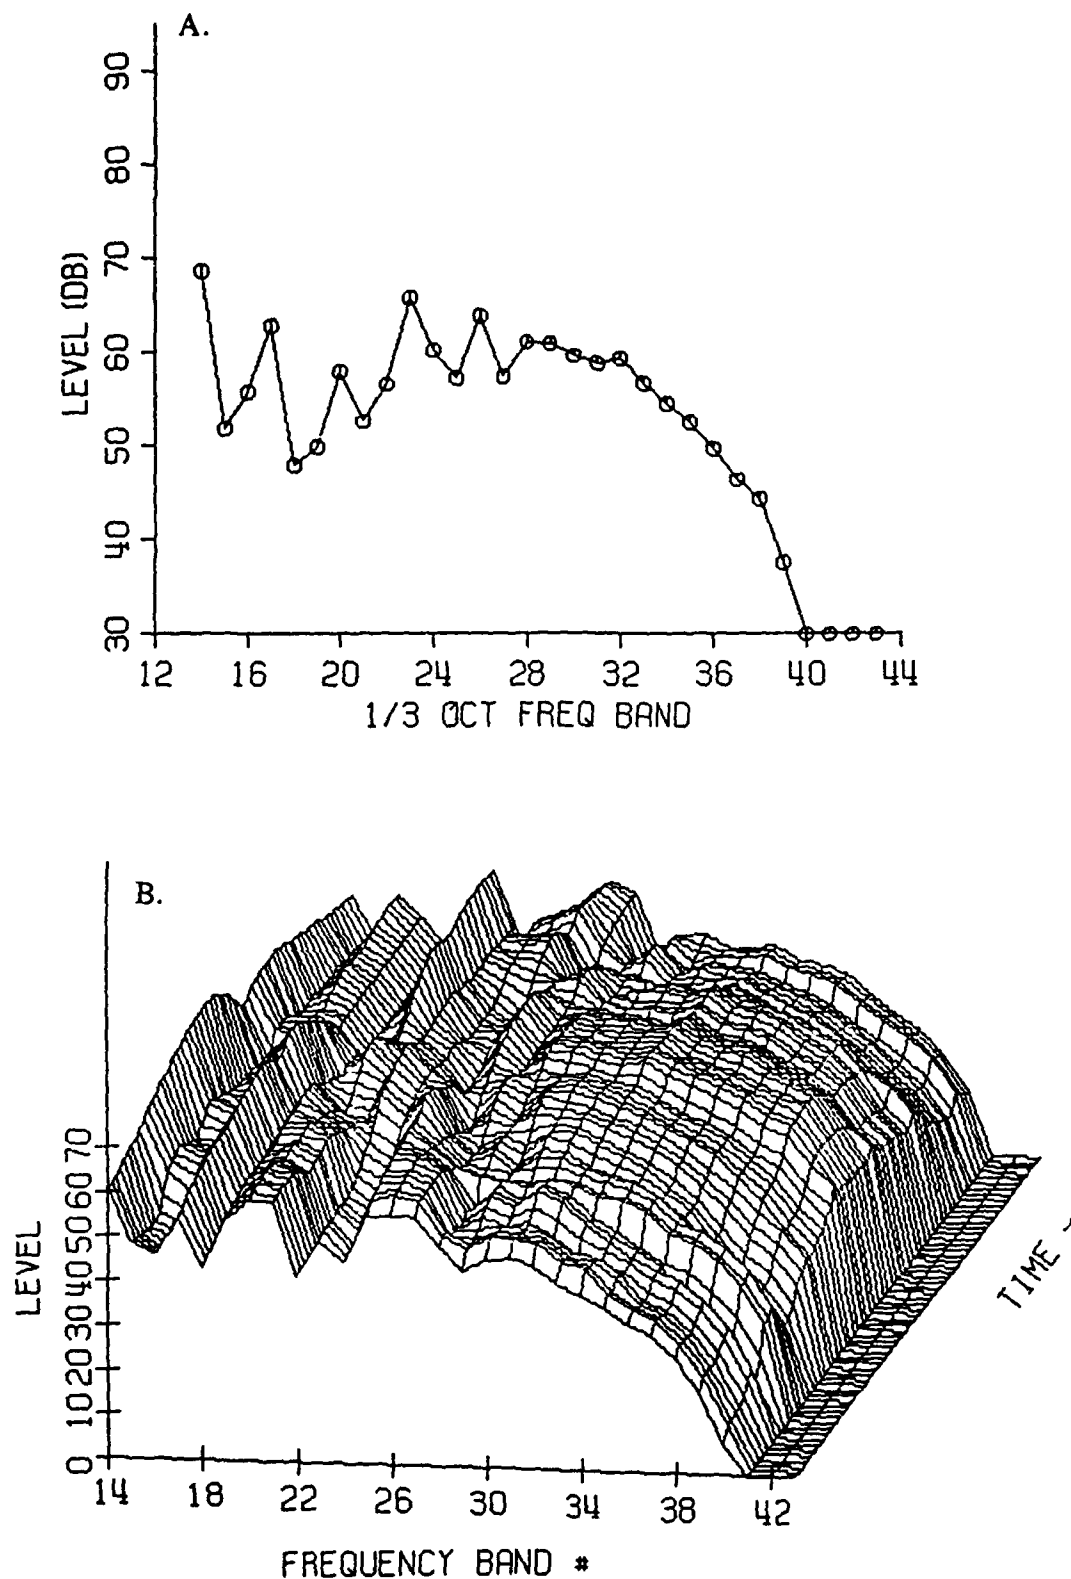 A.
90
80
70
60
50
40
30
LEVEL (DB)
12 16 20 24 28 32 36 40 44
1/3 OCT FREQ BAND
B.
70
60
50
40
30
20
10
0
LEVEL
14 18 22 26 30 34 38 42
FREQUENCY BAND #
TIME